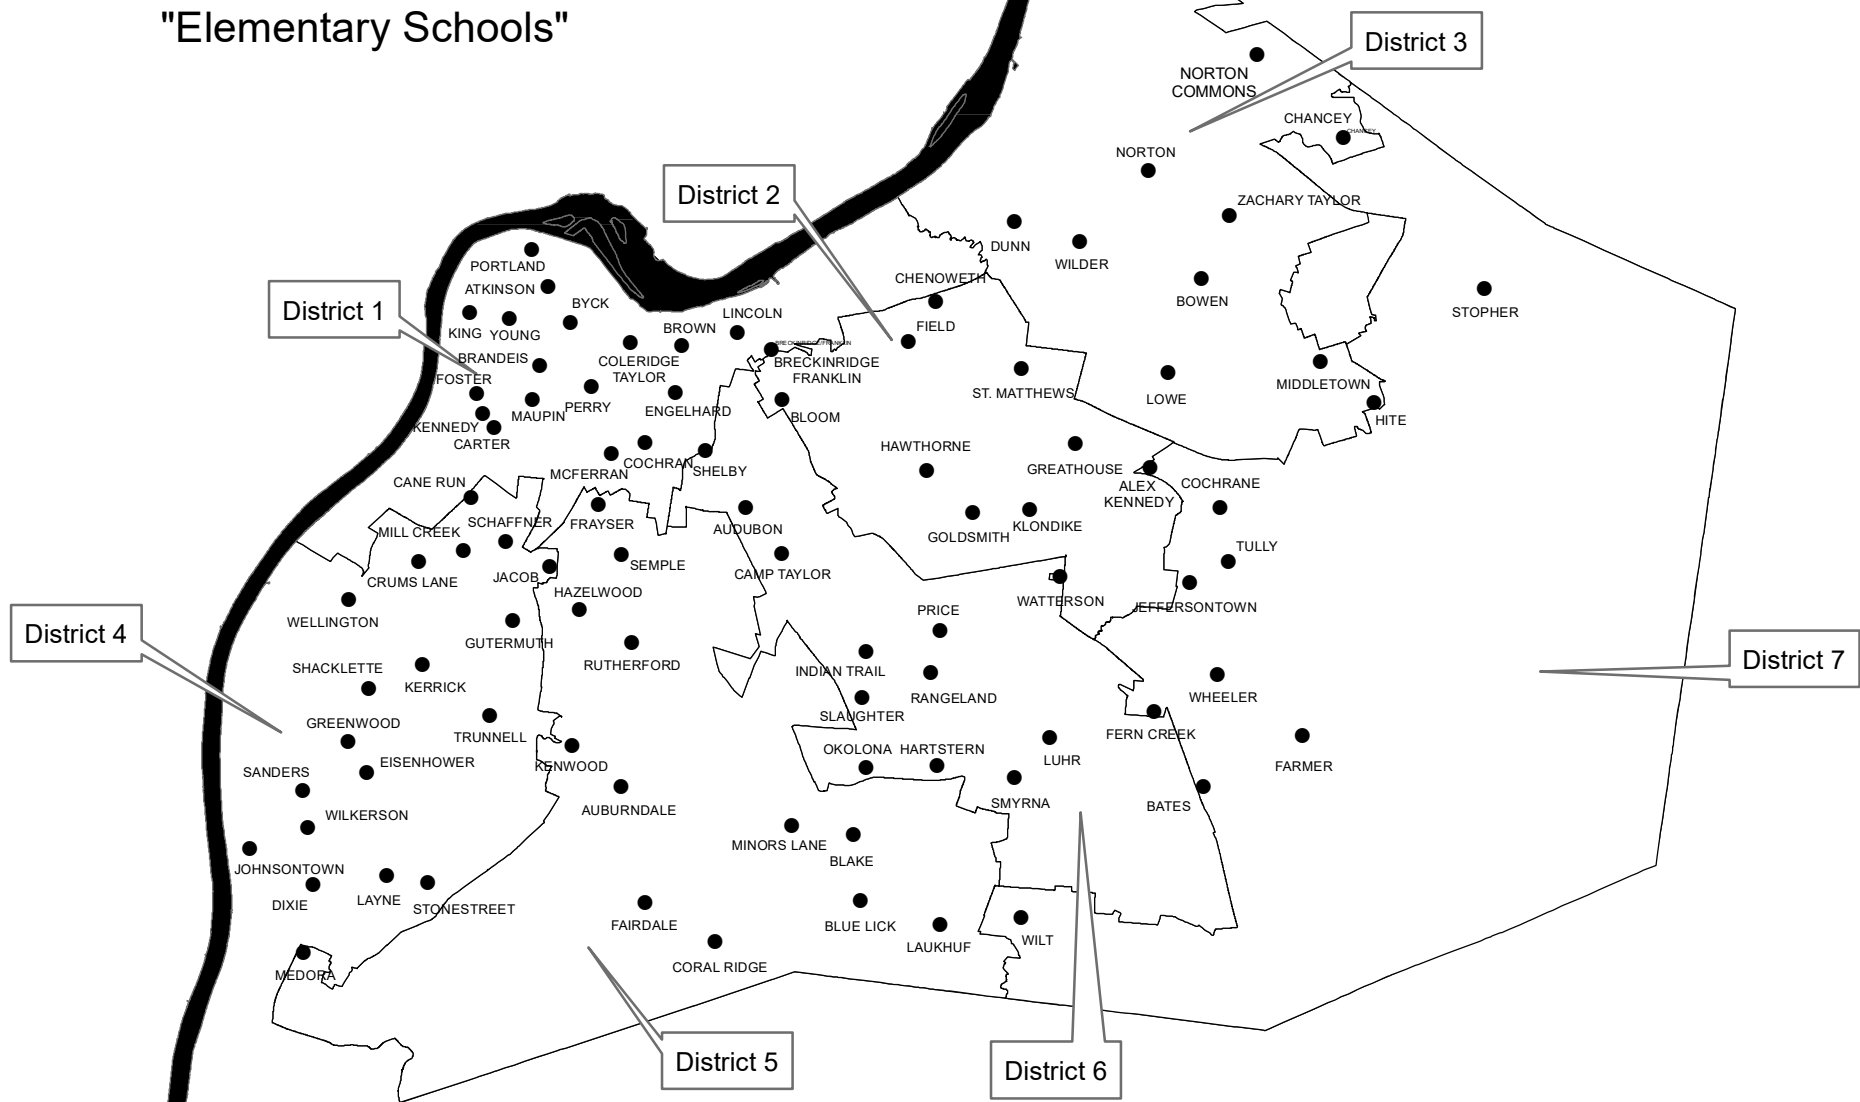 "Elementary Schools"
District 3
NORTON
COMMONS
CHANCEY
CHANCEY
NORTON
District 2
ZACHARY TAYLOR
DUNN
WILDER
PORTLAND
CHENOWETH
ATKINSON
BOWEN
District 1
BYCK
LINCOLN
STOPHER
KING
YOUNG
BROWN
FIELD
BRECKINRIDGE/FRANKLIN
BRANDEIS
COLERIDGE
TAYLOR
BRECKINRIDGE
FRANKLIN
FOSTER
MIDDLETOWN
ST. MATTHEWS
LOWE
MAUPIN
PERRY
ENGELHARD
BLOOM
HITE
KENNEDY
CARTER
HAWTHORNE
MCFERRAN
COCHRAN
SHELBY
GREATHOUSE
CANE RUN
ALEX
KENNEDY
COCHRANE
SCHAFFNER
FRAYSER
MILL CREEK
AUDUBON
GOLDSMITH
KLONDIKE
TULLY
CRUMS LANE
JACOB
SEMPLE
CAMP TAYLOR
HAZELWOOD
WATTERSON
JEFFERSONTOWN
WELLINGTON
PRICE
District 4
GUTERMUTH
RUTHERFORD
SHACKLETTE
KERRICK
INDIAN TRAIL
RANGELAND
WHEELER
District 7
GREENWOOD
SLAUGHTER
TRUNNELL
FERN CREEK
OKOLONA
HARTSTERN
EISENHOWER
KENWOOD
LUHR
FARMER
SANDERS
AUBURNDALE
SMYRNA
BATES
WILKERSON
MINORS LANE
BLAKE
JOHNSONTOWN
DIXIE
LAYNE
STONESTREET
FAIRDALE
BLUE LICK
LAUKHUF
WILT
MEDORA
CORAL RIDGE
District 5
District 6